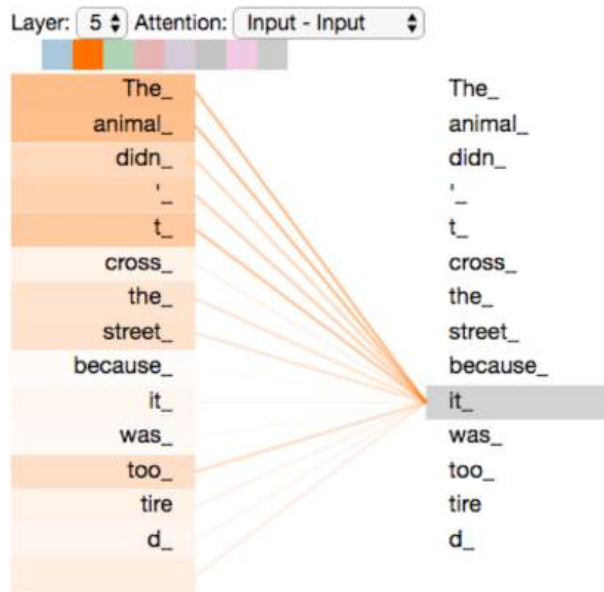 Layer: 5 Attention: Input - Input
The_ The_
animal_ animal_
didn_ didn_
'_ '_
t_ t_
cross_ cross_
the_ the_
street_ street_
because_ because_
it_ it_
was_ was_
too_ too_
tire tire
d_ d_